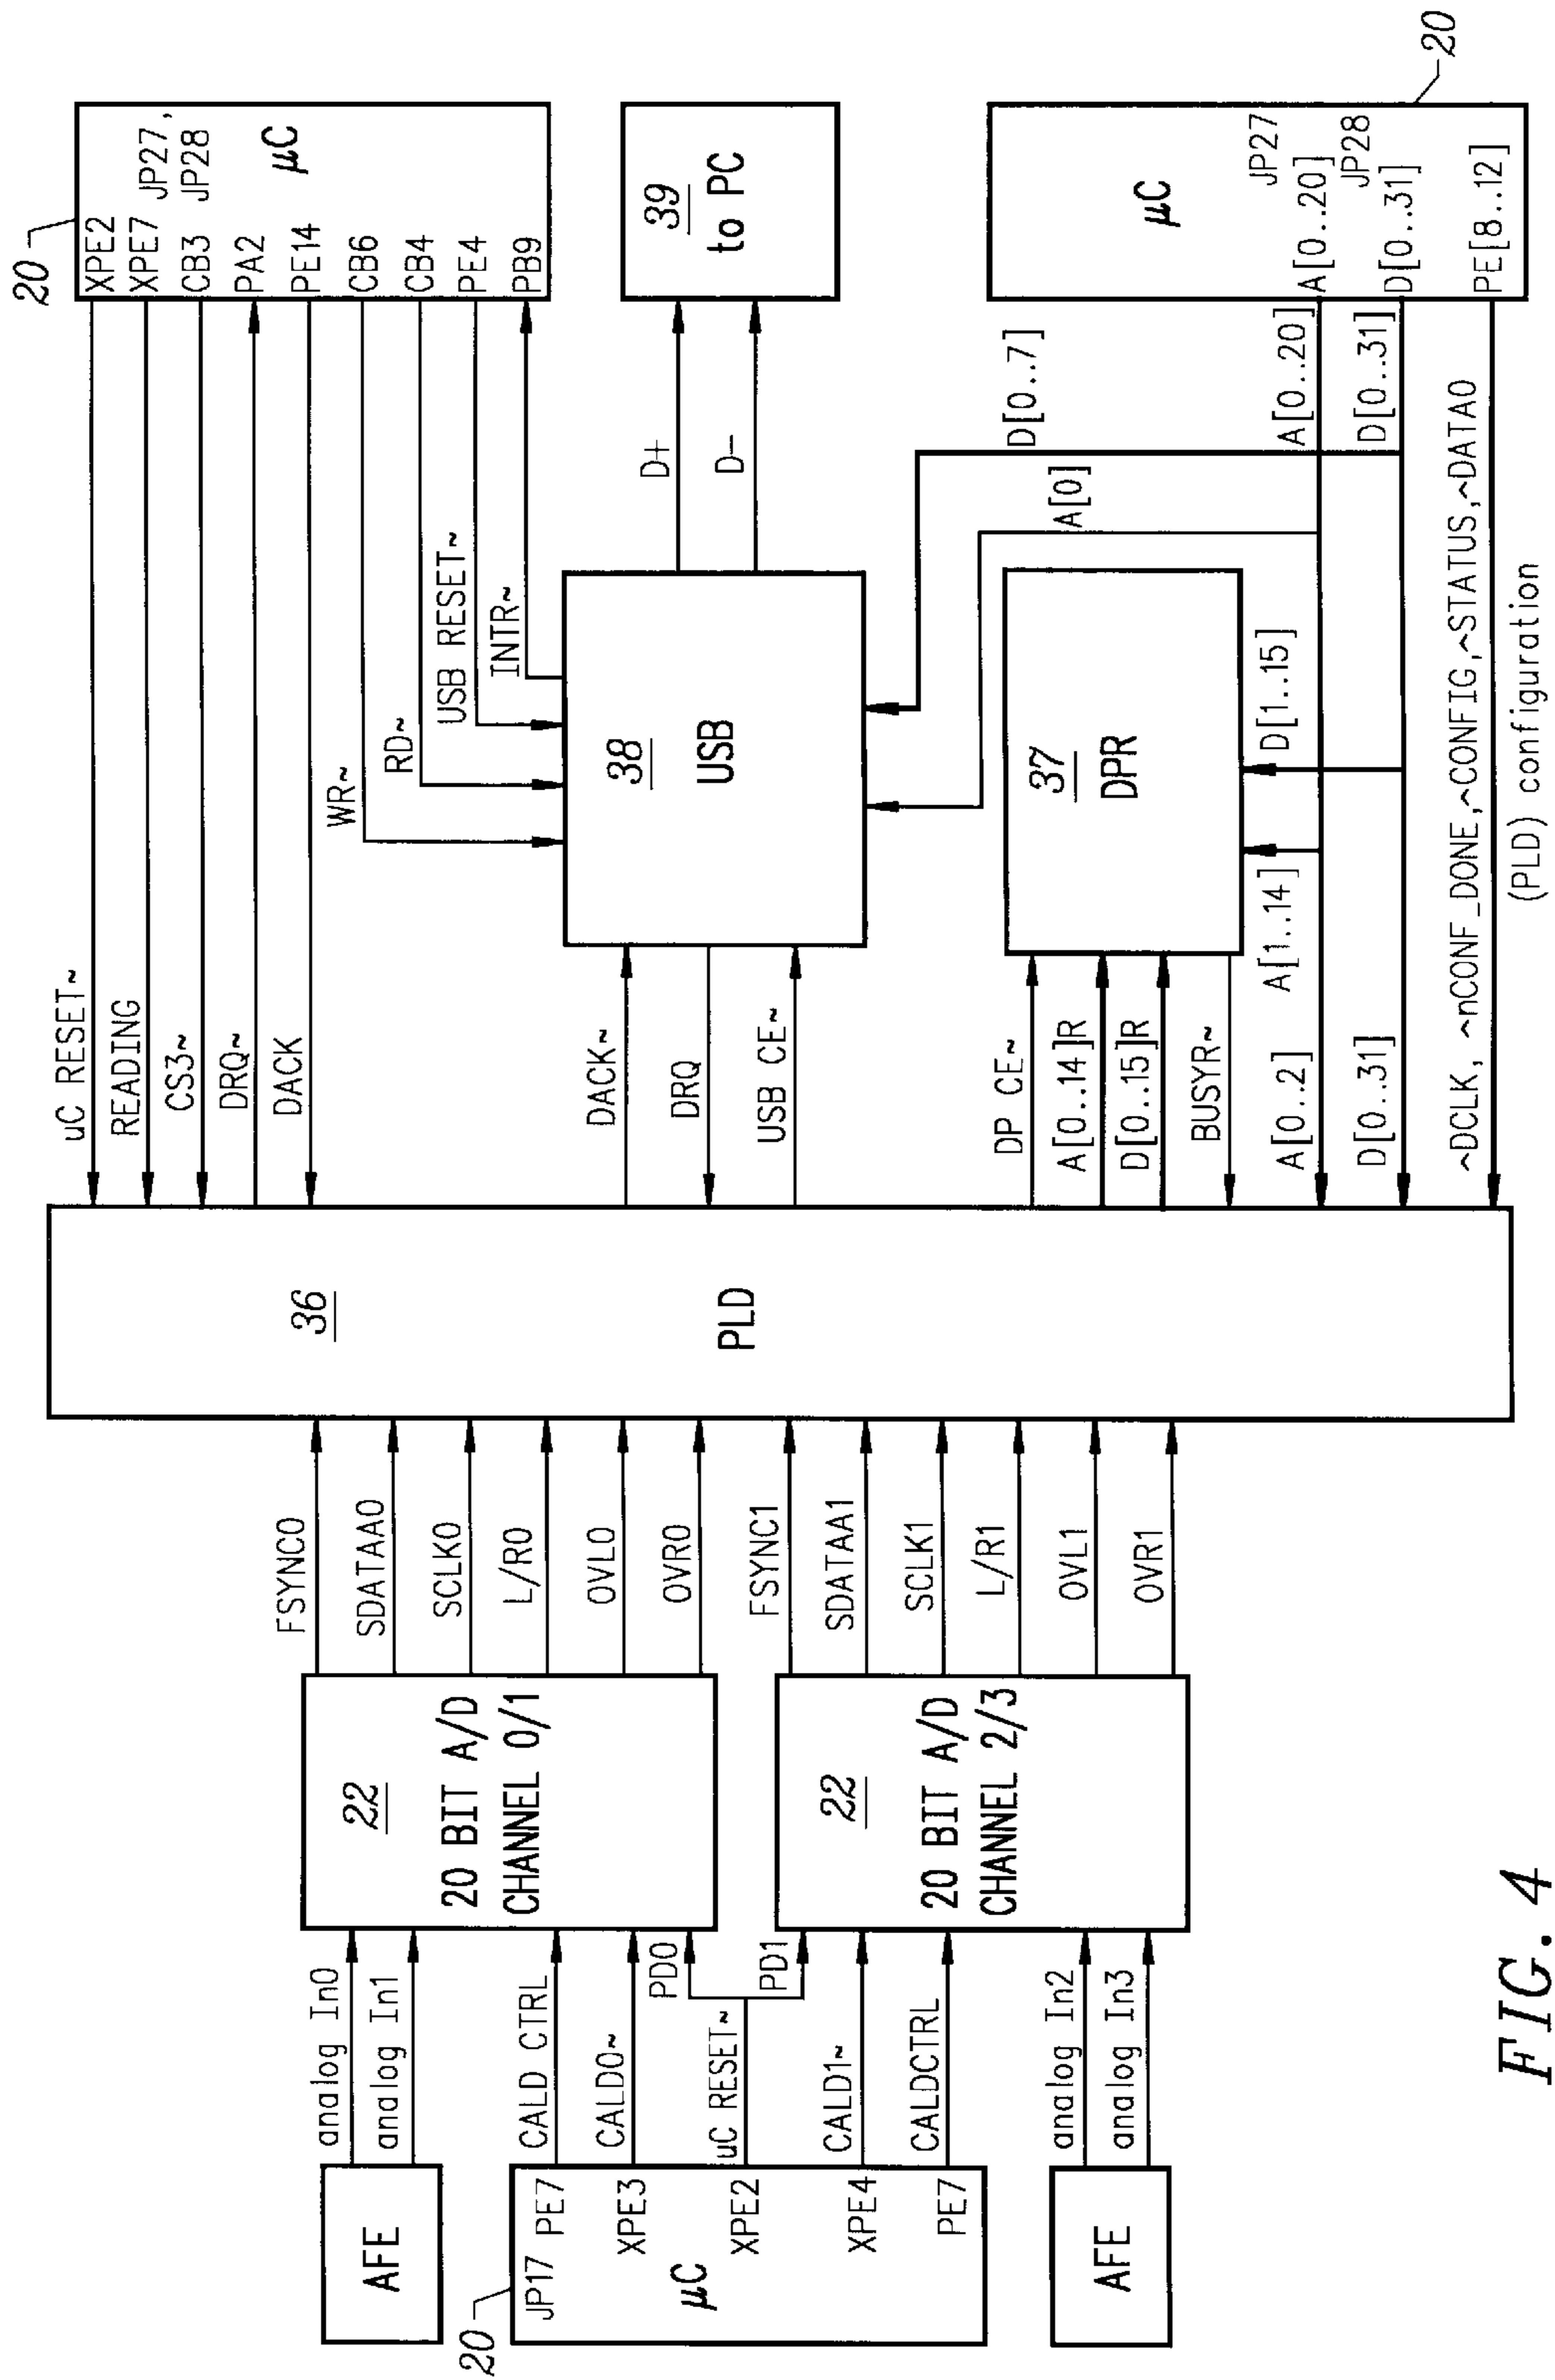 20
XPE2
XPE7
JP27,
CB3
JP28
PA2
µC
PE14
CB6
CB4
PE4
PB9
39
to PC
µC
JP27
A[0..20]
JP28
D[0..31]
PE[8..12]
20
uC RESET~
READING
CS3~
DRQ~
DACK
WR~
RD~
USB RESET~
INTR~
D+
D-
D[0..7]
A[0]
A[0..20]
D[0..31]
38
USB
37
DPR
D[1..15]
A[1..14]
DACK~
DRQ
USB CE~
DP CE~
A[0..14]R
D[0..15]R
BUSYR~
A[0..2]
D[0..31]
^DCLK, ^nCONF_DONE,^CONFIG,^STATUS,^DATA0
(PLD) configuration
36
PLD
FSYNC0
SDATAA0
SCLK0
L/R0
OVL0
OVR0
FSYNC1
SDATAA1
SCLK1
L/R1
OVL1
OVR1
22
20 BIT A/D
CHANNEL 0/1
22
20 BIT A/D
CHANNEL 2/3
analog In0
analog In1
CALD CTRL
CALD0~
PD0
uC RESET~
PD1
CALD1~
CALDCTRL
analog In2
analog In3
AFE
20
JP17
PE7
XPE3
µC
XPE2
XPE4
PE7
AFE
FIG. 4